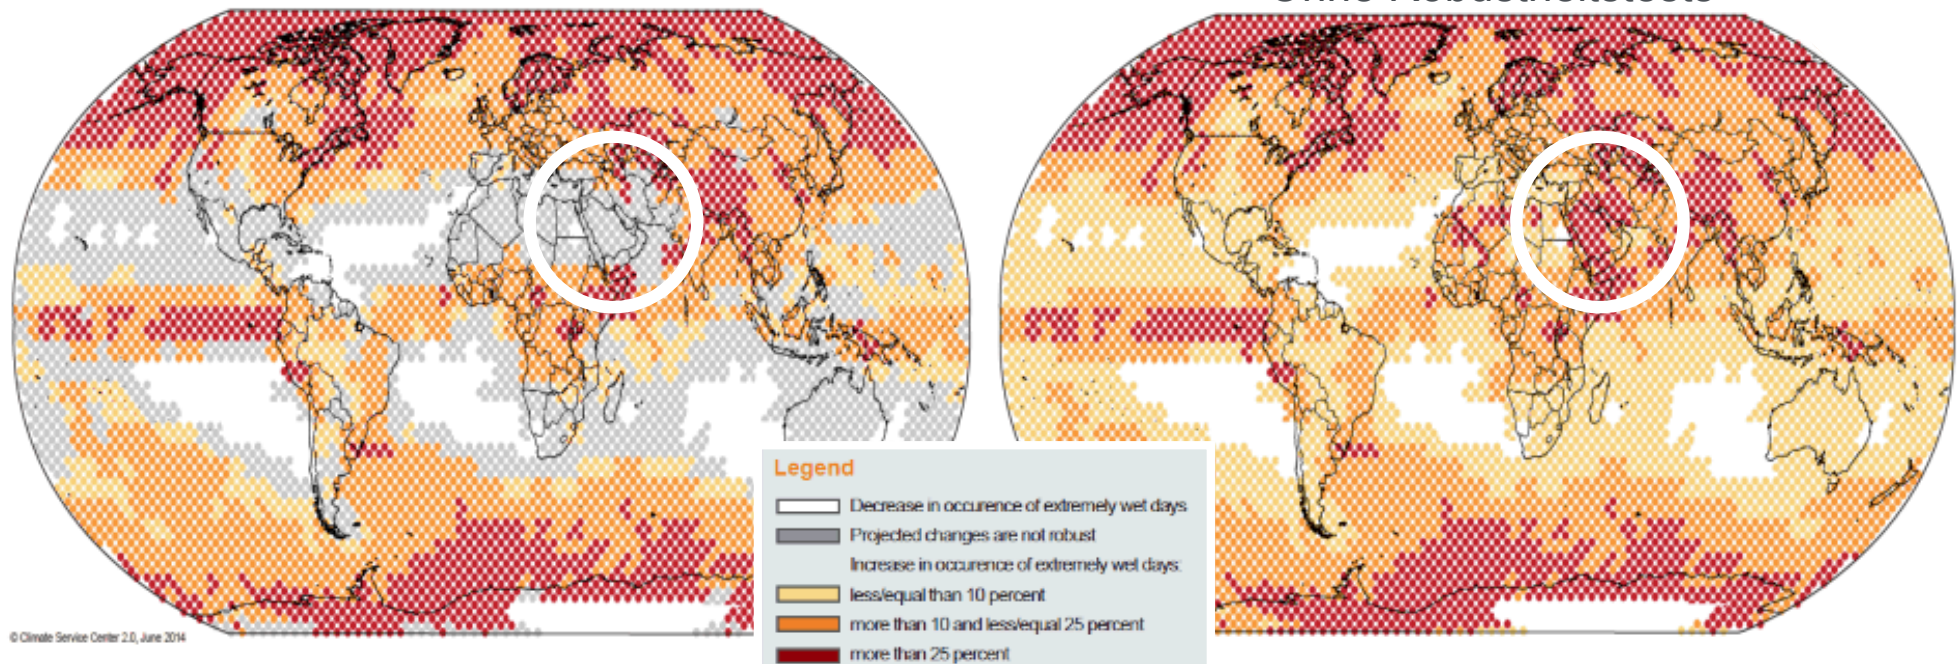 Ohne Robustheitstests
Legend
Decrease in occurence of extremely wet days
Projected changes are not robust
Increase in occurence of extremely wet days:
less/equal than 10 percent
more than 10 and less/equal 25 percent
more than 25 percent
© Climate Service Center 2.0, June 2014